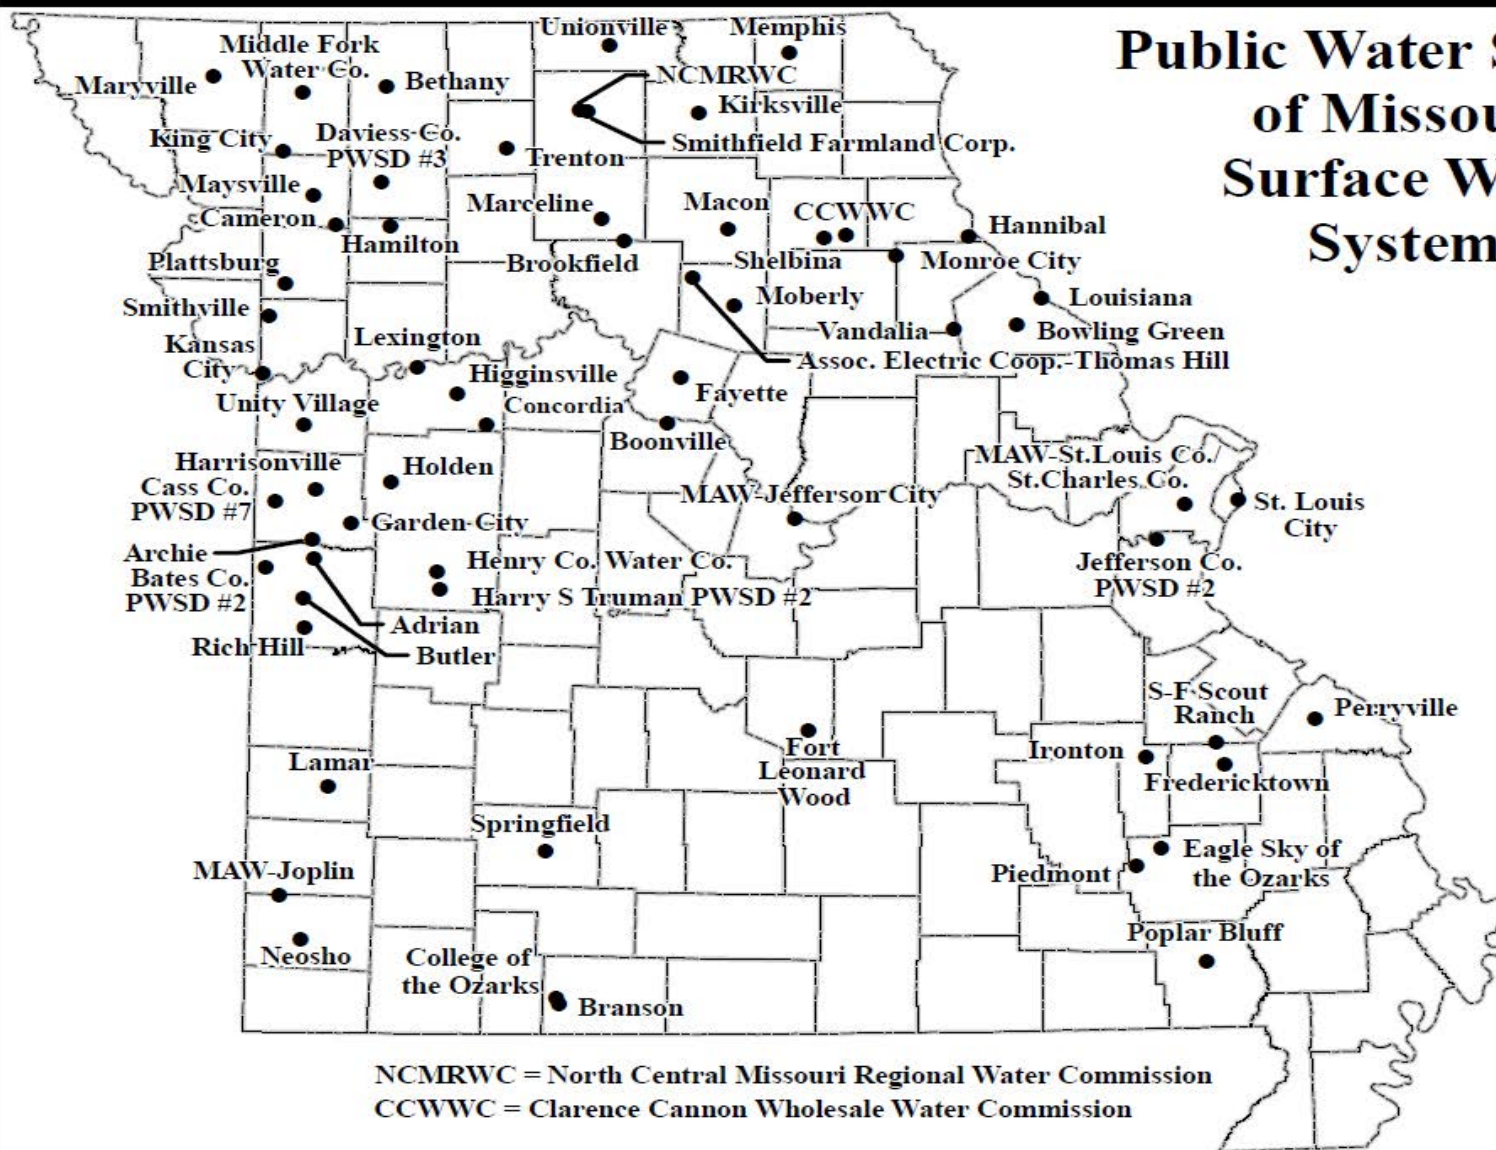 Public Water S
of Missou
Surface W
System
Unionville
Memphis
Middle Fork
Water Co.
Maryville
Bethany
NCMRWC
Kirksville
King City
Daviess Co.
PWSD #3
Trenton
Smithfield Farmland Corp.
Maysville
Marceline
Macon
CCWWC
Cameron
Hamilton
Hannibal
Plattsburg
Brookfield
Shelbina
Monroe City
Smithville
Moberly
Louisiana
Kansas
City
Lexington
Vandalia
Bowling Green
Assoc. Electric Coop.-Thomas Hill
Higginsville
Unity Village
Concordia
Fayette
Boonville
Harrisonville
Holden
MAW-St.Louis Co./
St.Charles Co.
Cass Co.
PWSD #7
MAW-Jefferson City
St. Louis
City
Garden City
Archie
Henry Co. Water Co.
Jefferson Co.
PWSD #2
Bates Co.
PWSD #2
Harry S Truman PWSD #2
Adrian
Rich Hill
Butler
S-F Scout
Ranch
Perryville
Fort
Leonard
Wood
Ironton
Lamar
Fredericktown
Springfield
MAW-Joplin
Piedmont
Eagle Sky of
the Ozarks
Poplar Bluff
Neosho
College of
the Ozarks
Branson
NCMRWC = North Central Missouri Regional Water Commission
CCWWC = Clarence Cannon Wholesale Water Commission